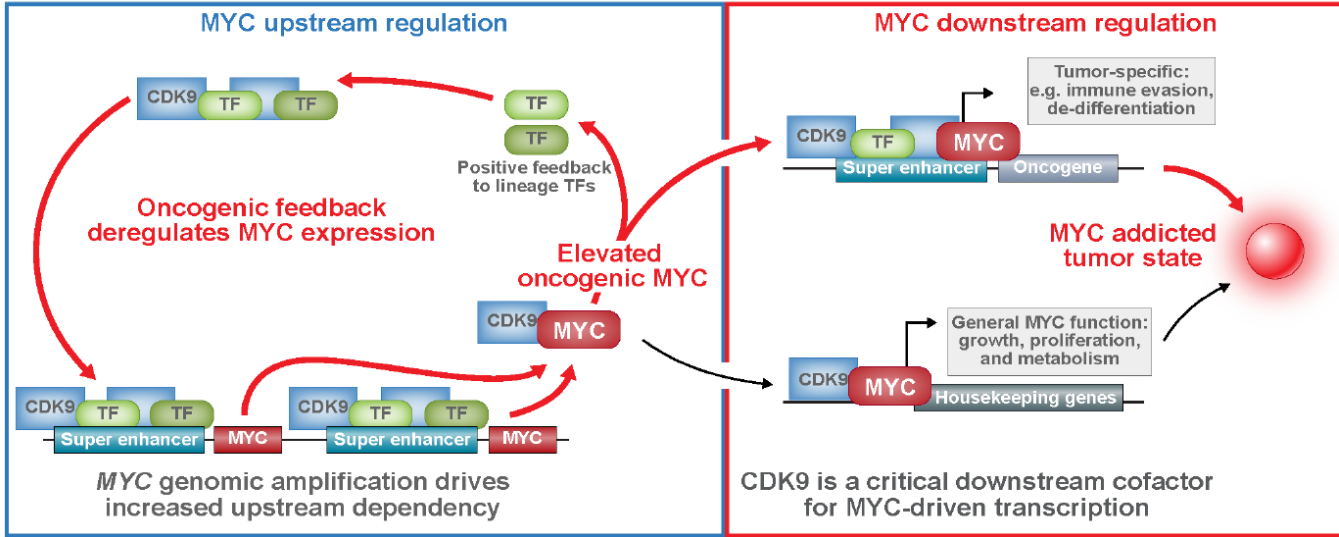 MYC upstream regulation
CDK9
TF
TF
TF
TF
Positive feedback
to lineage TFs
Oncogenic feedback
deregulates MYC expression
Elevated
oncogenic MYC
CDK9
MYC
CDK9
TF
TF
CDK9
TF
TF
Super enhancer
MYC
Super enhancer
MYC
MYC genomic amplification drives
increased upstream dependency
MYC downstream regulation
Tumor-specific:
e.g. immune evasion,
de-differentiation
CDK9
TF
MYC
Super enhancer
Oncogene
MYC addicted
tumor state
General MYC function:
growth, proliferation,
and metabolism
CDK9
MYC
Housekeeping genes
CDK9 is a critical downstream cofactor
for MYC-driven transcription